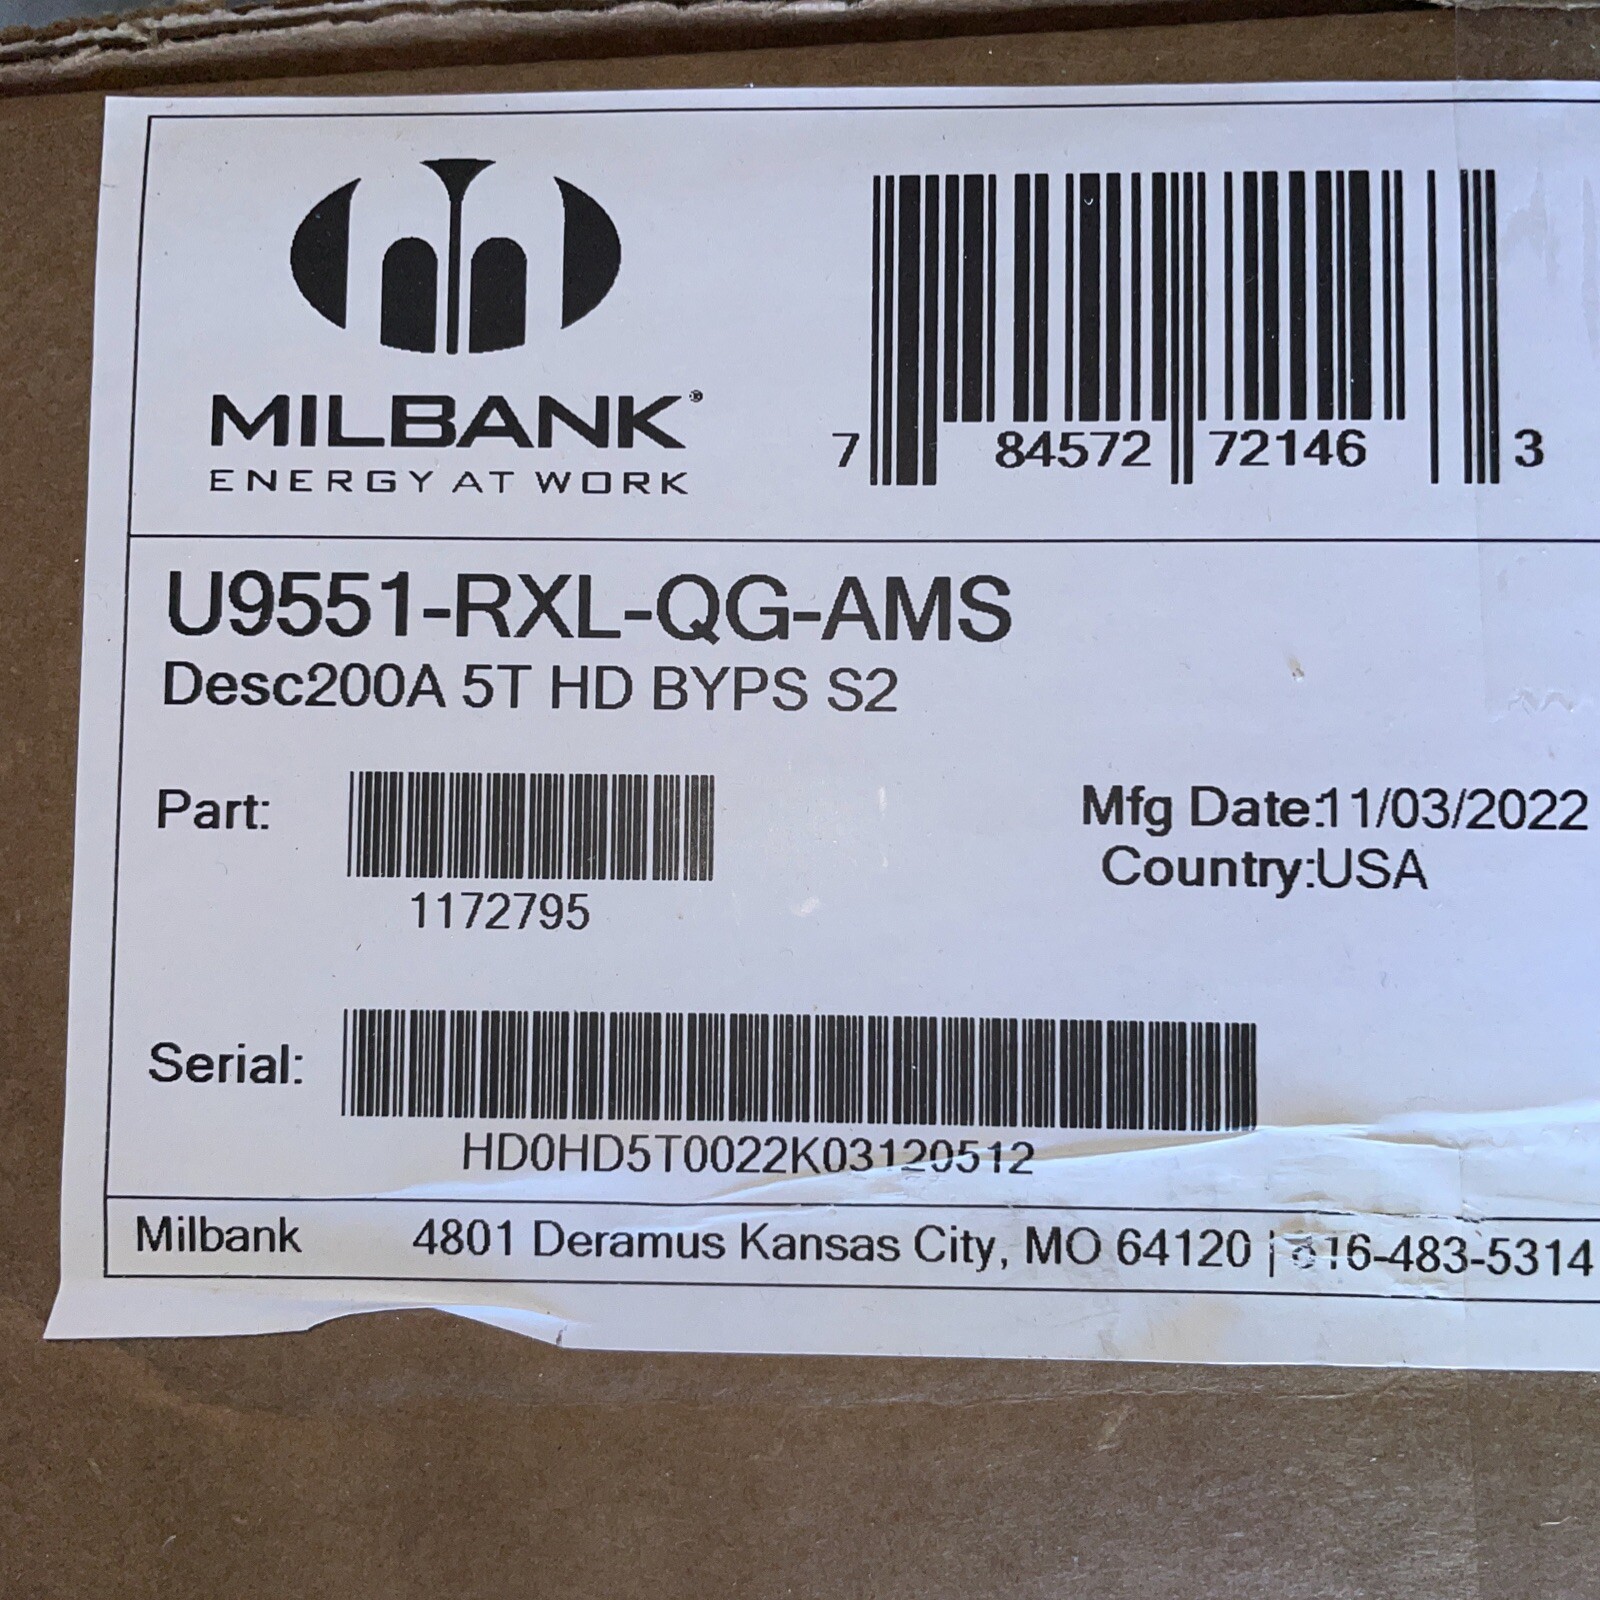 MILBANK®
ENERGY AT WORK
7 84572 72146 3
U9551-RXL-QG-AMS
Desc200A 5T HD BYPS S2
Part:
1172795
Mfg Date:11/03/2022
Country:USA
Serial:
HD0HD5T0022K03120512
Milbank 4801 Deramus Kansas City, MO 64120 | 816-483-5314